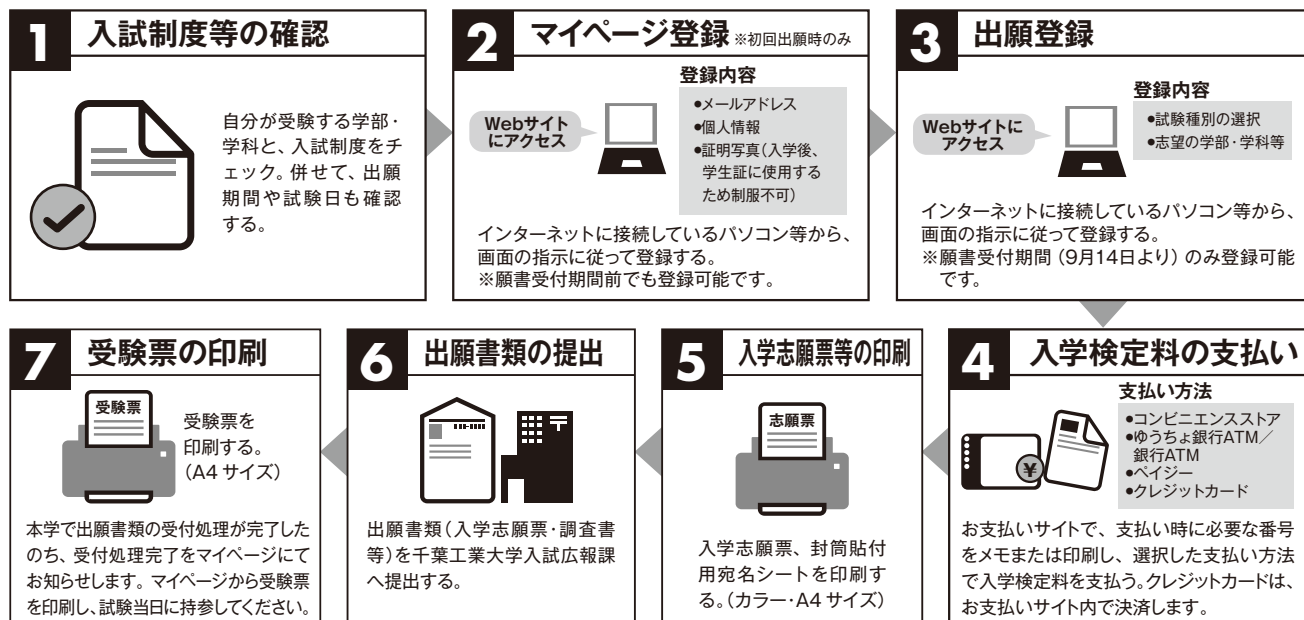 1 入試制度等の確認
自分が受験する学部・
学科と、入試制度をチ
ェック。併せて、出願
期間や試験日も確認
する。
2 マイページ登録 ※初回出願時のみ
Webサイト
にアクセス
登録内容
●メールアドレス
●個人情報
●証明写真（入学後、
学生証に使用する
ため制服不可）
インターネットに接続しているパソコン等から、
画面の指示に従って登録する。
※願書受付期間前でも登録可能です。
3 出願登録
Webサイトに
アクセス
登録内容
●試験種別の選択
●志望の学部・学科等
インターネットに接続しているパソコン等から、
画面の指示に従って登録する。
※願書受付期間（9月14日より）のみ登録可能
です。
4 入学検定料の支払い
¥
支払い方法
●コンビニエンスストア
●ゆうちょ銀行ATM／
銀行ATM
●ペイジー
●クレジットカード
お支払いサイトで、支払い時に必要な番号
をメモまたは印刷し、選択した支払い方法
で入学検定料を支払う。クレジットカードは、
お支払いサイト内で決済します。
5 入学志願票等の印刷
志願票
入学志願票、封筒貼付
用宛名シートを印刷す
る。（カラー・A4サイズ）
6 出願書類の提出
〒
出願書類（入学志願票・調査書
等）を千葉工業大学入試広報課
へ提出する。
7 受験票の印刷
受験票
受験票を
印刷する。
（A4サイズ）
本学で出願書類の受付処理が完了した
のち、受付処理完了をマイページにて
お知らせします。マイページから受験票
を印刷し、試験当日に持参してください。